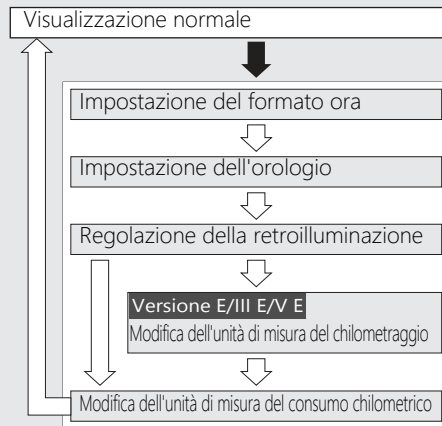 Visualizzazione normale
Impostazione del formato ora
Impostazione dell'orologio
Regolazione della retroilluminazione
Versione E/III E/V E
Modifica dell'unità di misura del chilometraggio
Modifica dell'unità di misura del consumo chilometrico